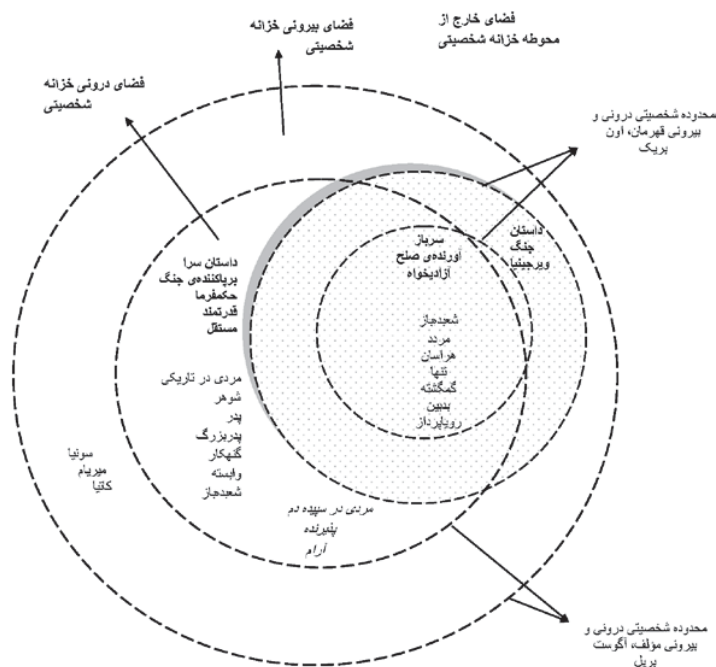 فضای خارج از
محوطه خزانه شخصیتی
فضای بیرونی خزانه
شخصیتی
فضای درونی خزانه
شخصیتی
محدوده شخصیتی درونی و
بیرونی قهرمان، اون
بریک
داستان
جنگ
ویرجینیا
سرباز
آورنده‌ی صلح
آزادیخواه
داستان سرا
برپاکننده‌ی جنگ
حکمفرما
قدرتمند
مستقل
شعبده‌باز
مردد
هراسان
تنها
گمگشته
بدبین
رویاپرداز
مردی در تاریکی
شوهر
پدر
پدربزرگ
گنهکار
وابسته
شعبده‌باز
سونیا
میریام
کاتیا
مردی در سپیده دم
پذیرنده
آرام
محدوده شخصیتی درونی و
بیرونی مؤلف، آگوست
بریل